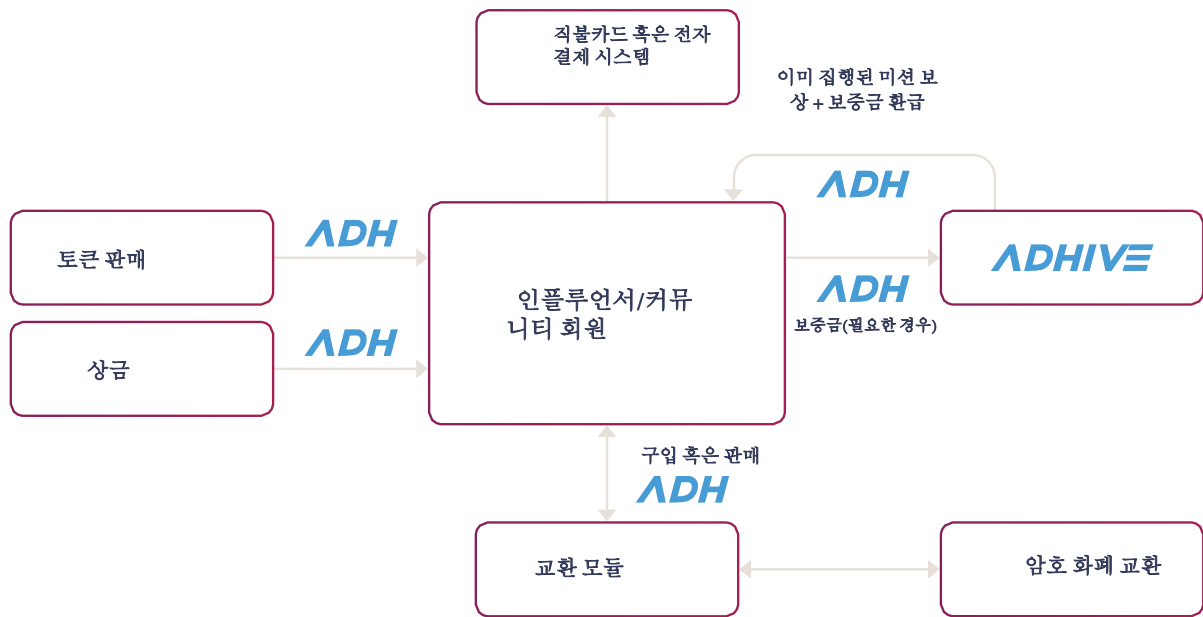 직불카드 혹은 전자
결제 시스템
이미 집행된 미션 보
상 + 보증금 환급
ADH
토큰 판매
ADH
ADHIVE
인플루언서/커뮤
니티 회원
ADH
보증금(필요한 경우)
ADH
상금
구입 혹은 판매
ADH
교환 모듈
암호 화폐 교환